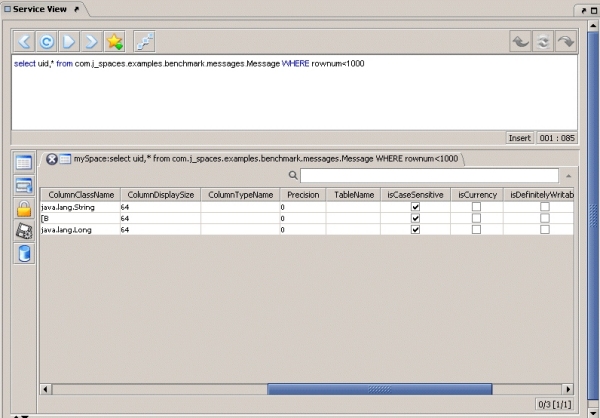 Service View
select uid,* from com.j_spaces.examples.benchmark.messages.Message WHERE rownum<1000
Insert 001 : 085
mySpace:select uid,* from com.j_spaces.examples.benchmark.messages.Message WHERE rownum<1000
ColumnClassName ColumnDisplaySize ColumnTypeName Precision TableName isCaseSensitive isCurrency isDefinitelyWritab
java.lang.String 64 0
[B 64 0
java.lang.Long 64 0
0/3 [1/1]